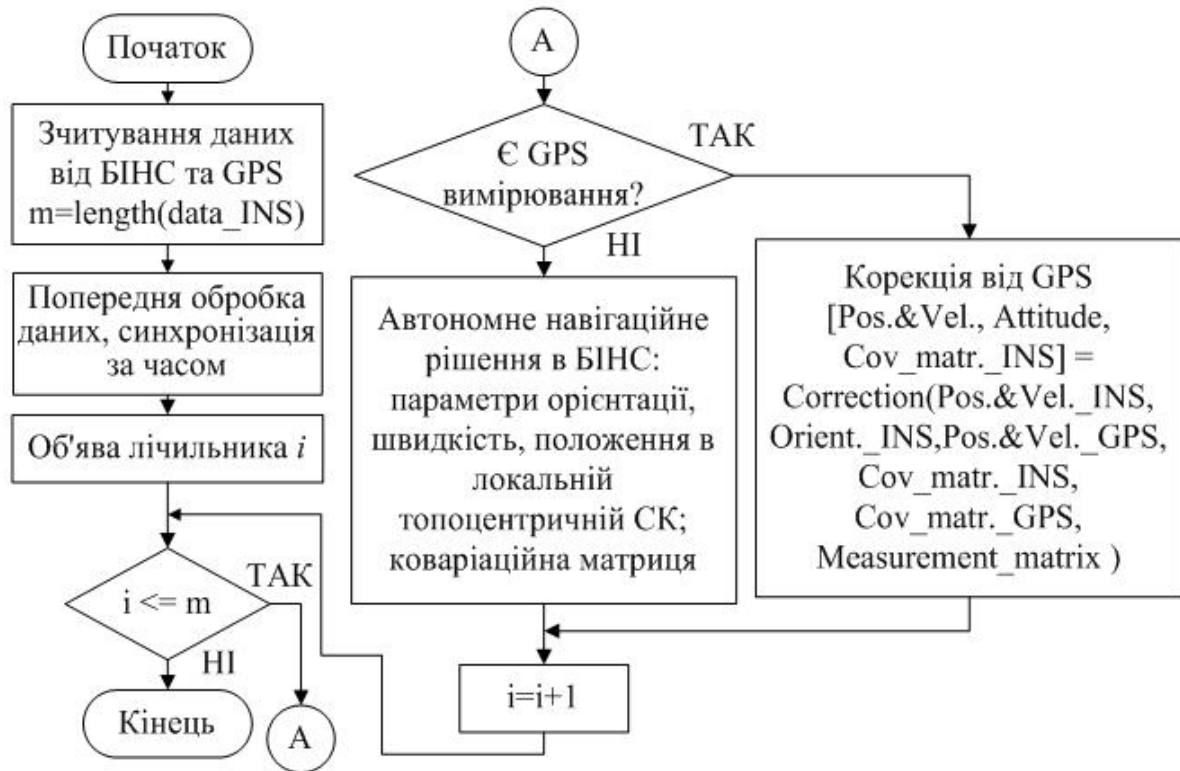 Початок
Зчитування даних
від БІНС та GPS
m=length(data_INS)
Попередня обробка
даних, синхронізація
за часом
Об'ява лічильника i
i <= m
ТАК
НІ
Кінець
А
А
Є GPS
вимірювання?
ТАК
НІ
Автономне навігаційне
рішення в БІНС:
параметри орієнтації,
швидкість, положення в
локальній
топоцентричній СК;
коваріаційна матриця
Корекція від GPS
[Pos.&Vel., Attitude,
Cov_matr._INS] =
Correction(Pos.&Vel._INS,
Orient._INS,Pos.&Vel._GPS,
Cov_matr._INS,
Cov_matr._GPS,
Measurement_matrix )
i=i+1